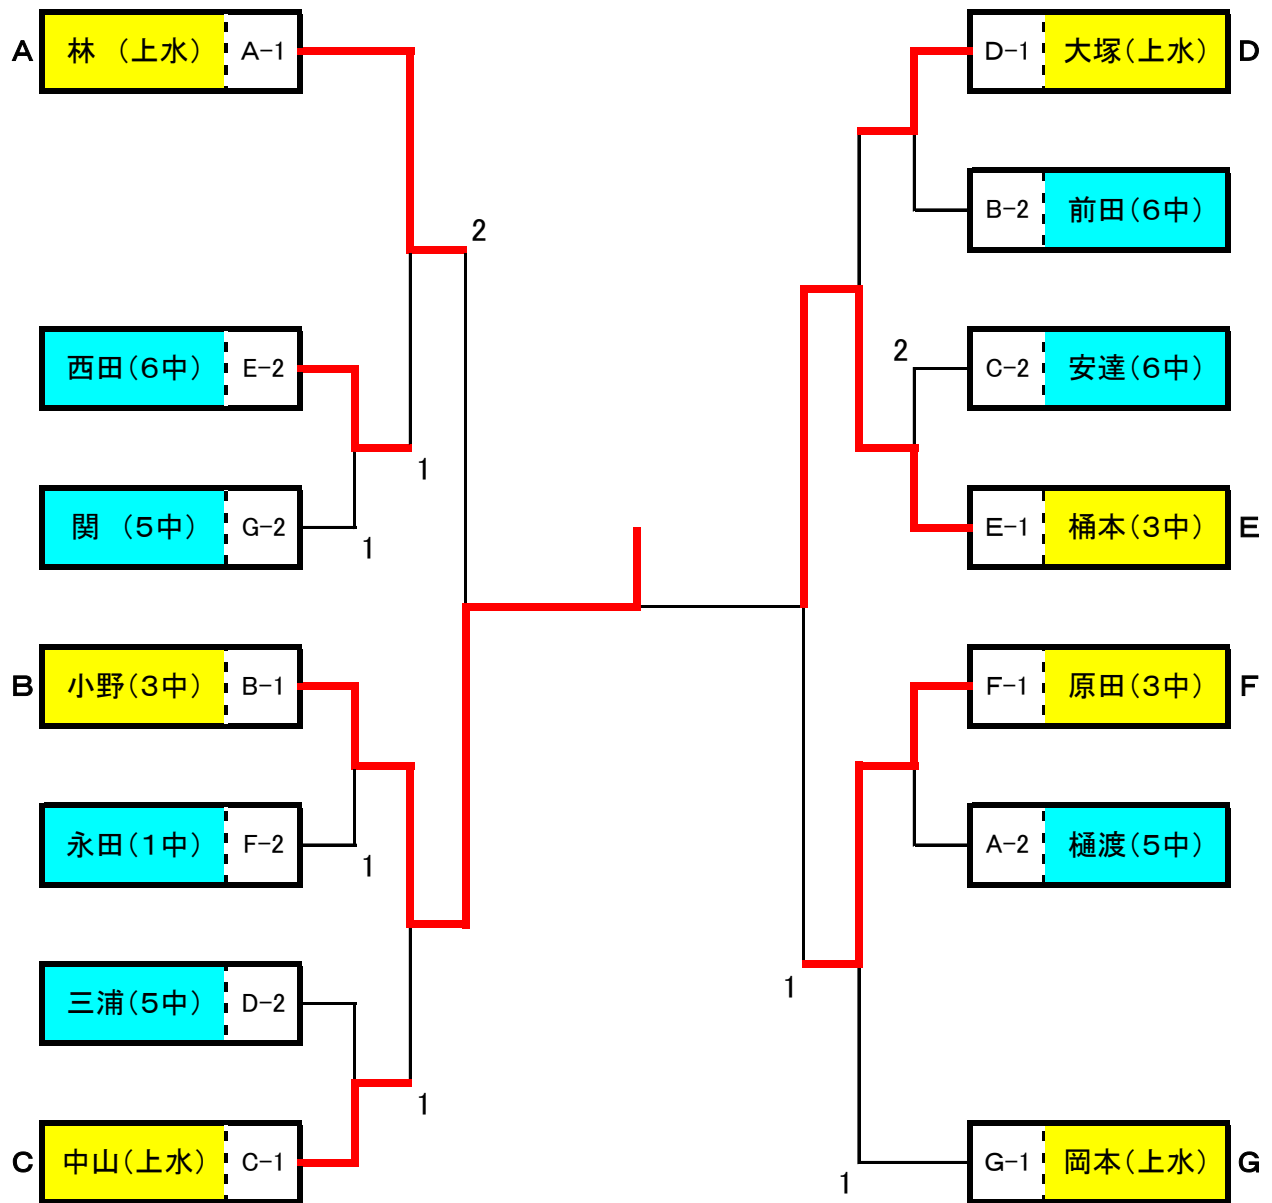 A 林 (上水) A-1
2
西田(6中) E-2
1
関 (5中) G-2
1
B 小野(3中) B-1
永田(1中) F-2
1
三浦(5中) D-2
1
C 中山(上水) C-1
D-1 大塚(上水) D
B-2 前田(6中)
2
C-2 安達(6中)
E-1 桶本(3中) E
F-1 原田(3中) F
A-2 樋渡(5中)
1
1
G-1 岡本(上水) G